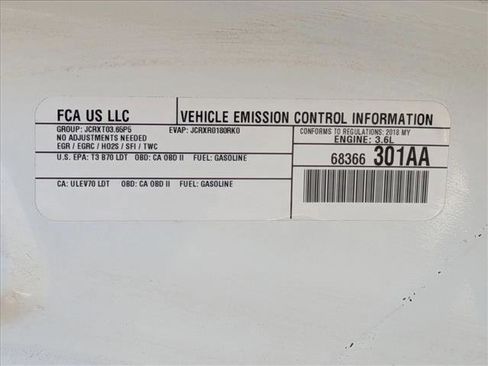 FCA US LLC
VEHICLE EMISSION CONTROL INFORMATION
GROUP: JCRXT03.65P5 EVAP: JCRXR0180RK0
NO ADJUSTMENTS NEEDED
EGR / EGRC / HO2S / SFI / TWC
CONFORMS TO REGULATIONS: 2018 MY
ENGINE: 3.6L
U.S. EPA: T3 B70 LDT OBD: CA OBD II FUEL: GASOLINE
68366 301AA
CA: ULEV70 LDT OBD: CA OBD II FUEL: GASOLINE